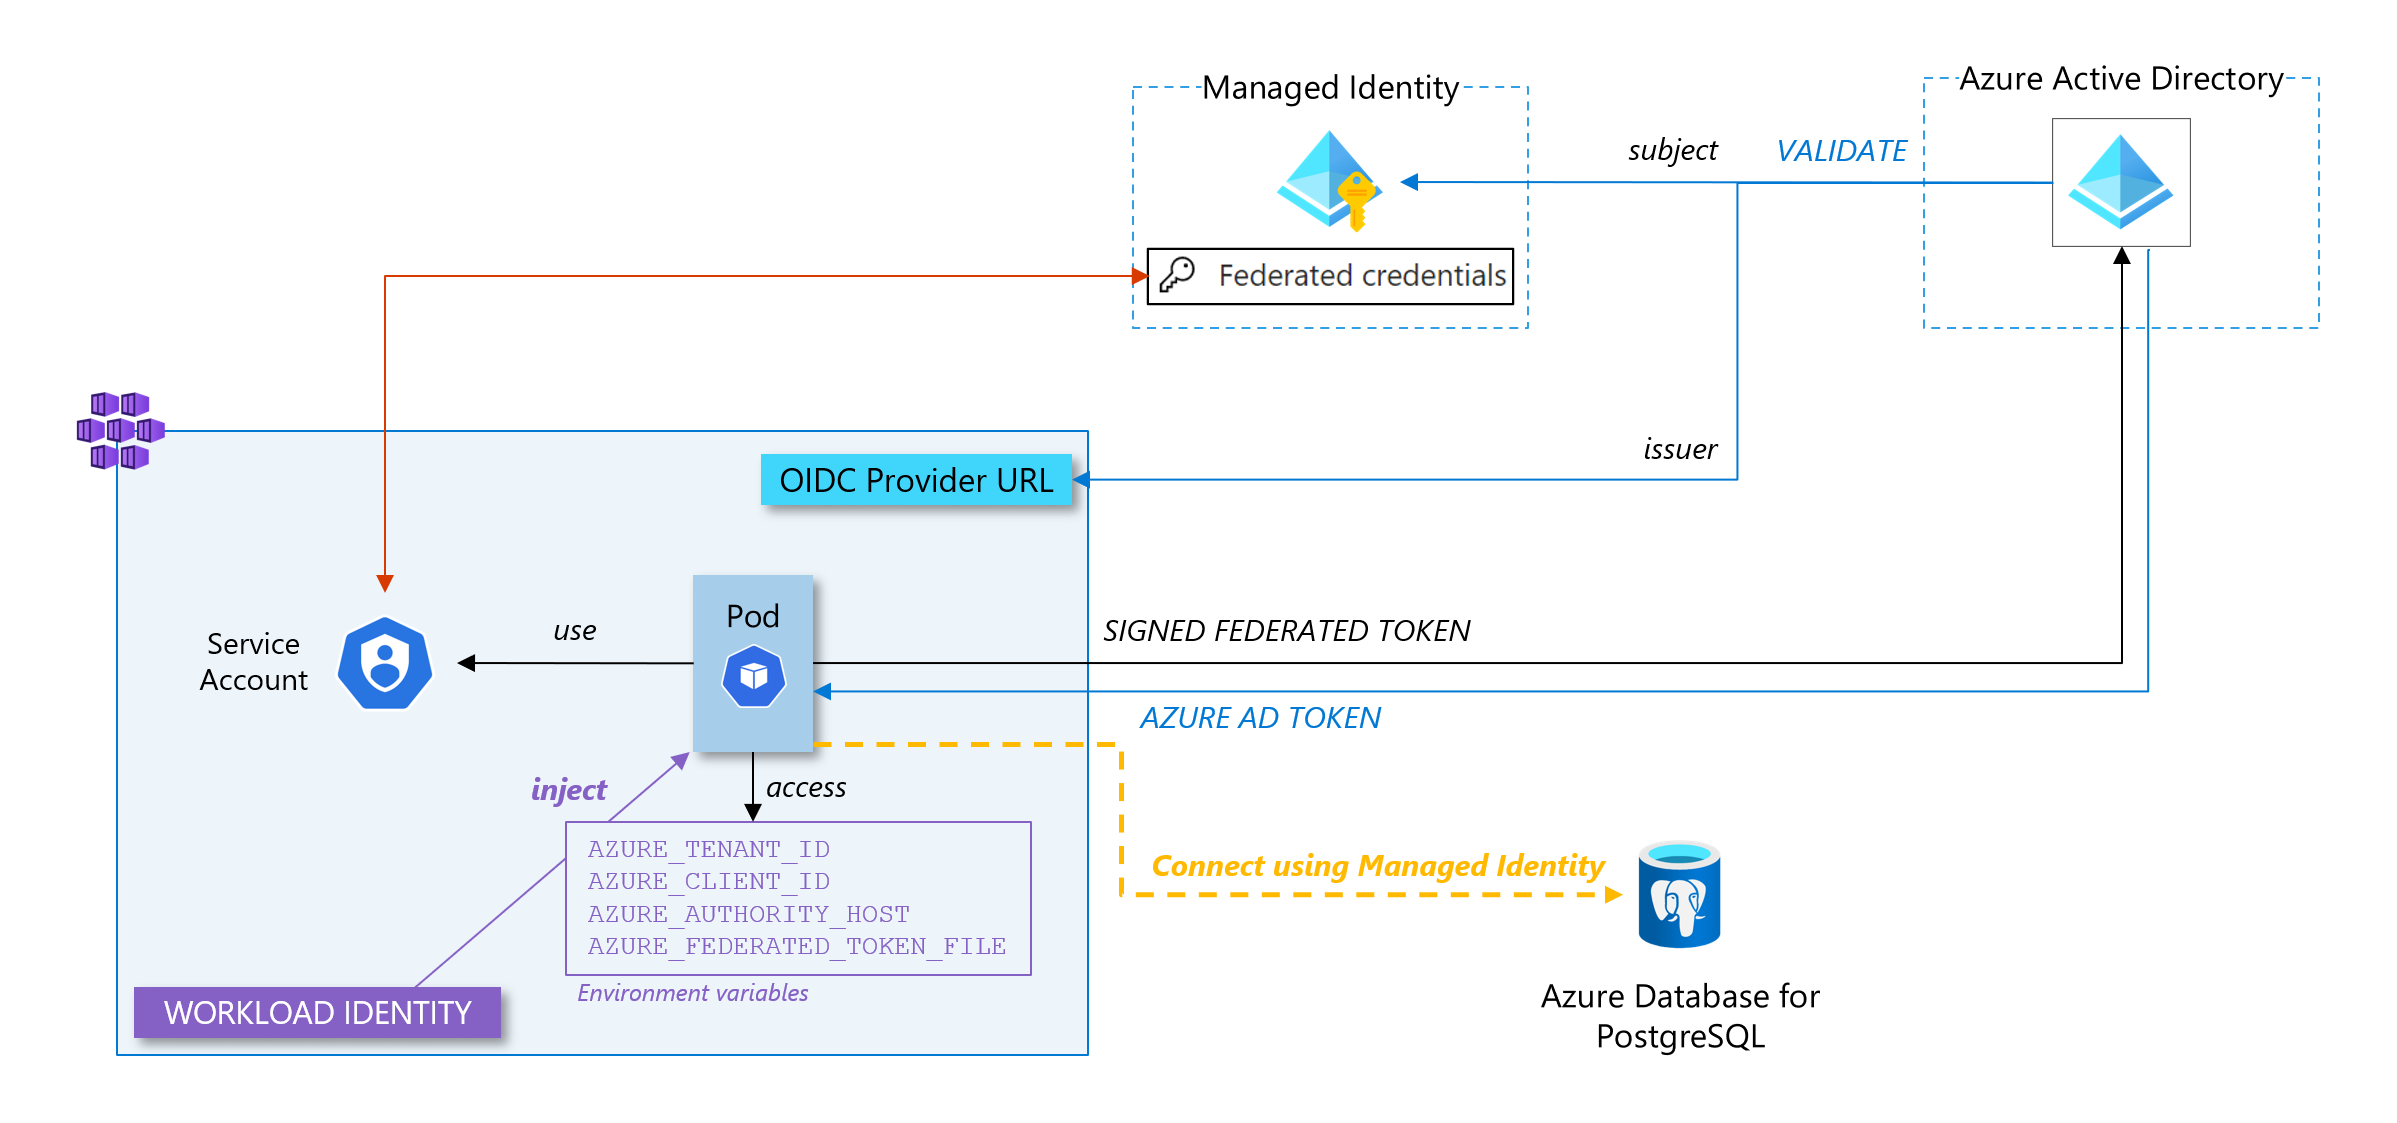 Managed Identity
Azure Active Directory
subject
VALIDATE
Federated credentials
issuer
OIDC Provider URL
Pod
Service
Account
use
SIGNED FEDERATED TOKEN
AZURE AD TOKEN
inject
access
AZURE_TENANT_ID
AZURE_CLIENT_ID
AZURE_AUTHORITY_HOST
AZURE_FEDERATED_TOKEN_FILE
Environment variables
WORKLOAD IDENTITY
Connect using Managed Identity
Azure Database for
PostgreSQL